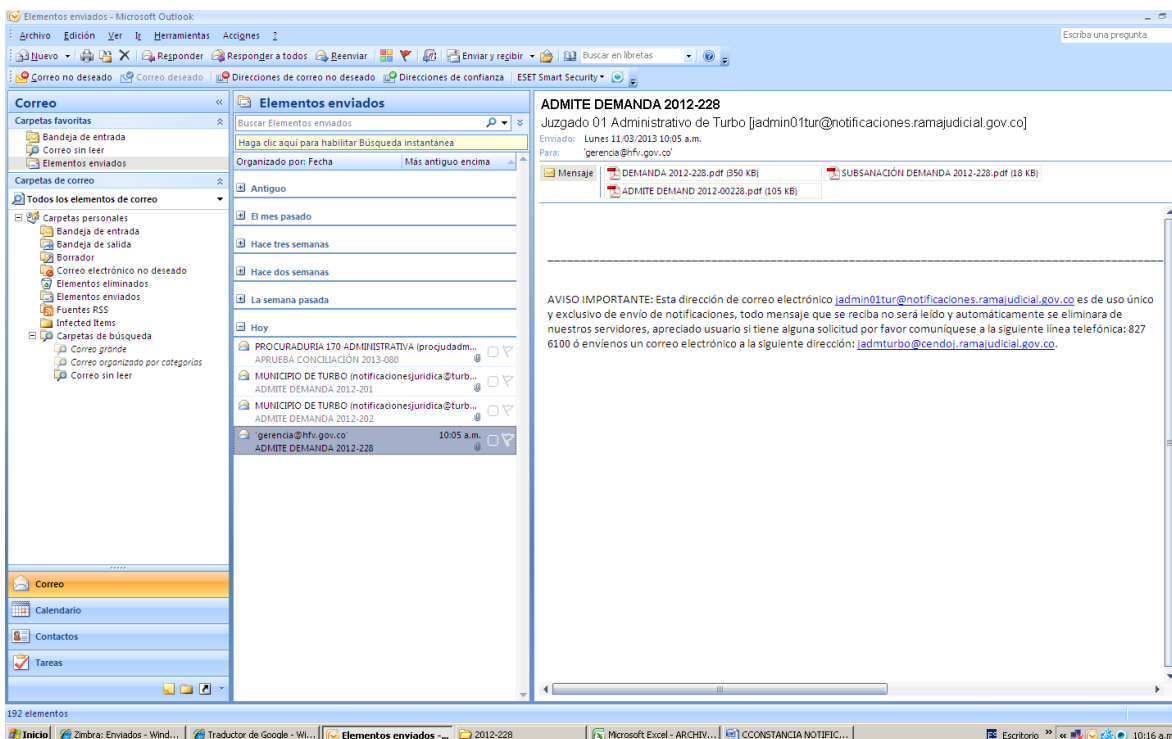 Elementos enviados - Microsoft Outlook
Archivo Edición Ver Ir Herramientas Acciones ?
Escriba una pregunta
Nuevo Responder Responder a todos Reenviar Enviar y recibir Buscar en libretas
Correo no deseado Correo deseado Direcciones de correo no deseado Direcciones de confianza ESET Smart Security
Correo
Carpetas favoritas
Bandeja de entrada
Correo sin leer
Elementos enviados
Carpetas de correo
Todos los elementos de correo
Carpetas personales
Bandeja de entrada
Bandeja de salida
Borrador
Correo electrónico no deseado
Elementos eliminados
Elementos enviados
Fuentes RSS
Infected Items
Carpetas de búsqueda
Correo grande
Correo organizado por categorías
Correo sin leer
Correo
Calendario
Contactos
Tareas
Elementos enviados
Buscar Elementos enviados
Haga clic aquí para habilitar Búsqueda instantánea
Organizado por: Fecha Más antiguo encima
Antiguo
El mes pasado
Hace tres semanas
Hace dos semanas
La semana pasada
Hoy
PROCURADURIA 170 ADMINISTRATIVA (procjudadm...
APRUEBA CONCILIACIÓN 2013-080
MUNICIPIO DE TURBO (notificacionesjuridica@turb...
ADMITE DEMANDA 2012-201
MUNICIPIO DE TURBO (notificacionesjuridica@turb...
ADMITE DEMANDA 2012-202
'gerencia@hfv.gov.co' 10:05 a.m.
ADMITE DEMANDA 2012-228
ADMITE DEMANDA 2012-228
Juzgado 01 Administrativo de Turbo [jadmin01tur@notificaciones.ramajudicial.gov.co]
Enviado: Lunes 11/03/2013 10:05 a.m.
Para: 'gerencia@hfv.gov.co'
Mensaje DEMANDA 2012-228.pdf (350 KB) SUBSANACIÓN DEMANDA 2012-228.pdf (18 KB)
ADMITE DEMAND 2012-00228.pdf (105 KB)
AVISO IMPORTANTE: Esta dirección de correo electrónico jadmin01tur@notificaciones.ramajudicial.gov.co es de uso único
y exclusivo de envío de notificaciones, todo mensaje que se reciba no será leído y automáticamente se eliminara de
nuestros servidores, apreciado usuario si tiene alguna solicitud por favor comuníquese a la siguiente línea telefónica: 827
6100 ó envíenos un correo electrónico a la siguiente dirección: jadmturbo@cendoj.ramajudicial.gov.co.
192 elementos
Inicio Zimbra: Enviados - Wind... Traductor de Google - Wi... Elementos enviados -... 2012-228 Microsoft Excel - ARCHIV... CCONSTANCIA NOTIFIC... ES Escritorio 10:16 a.m.